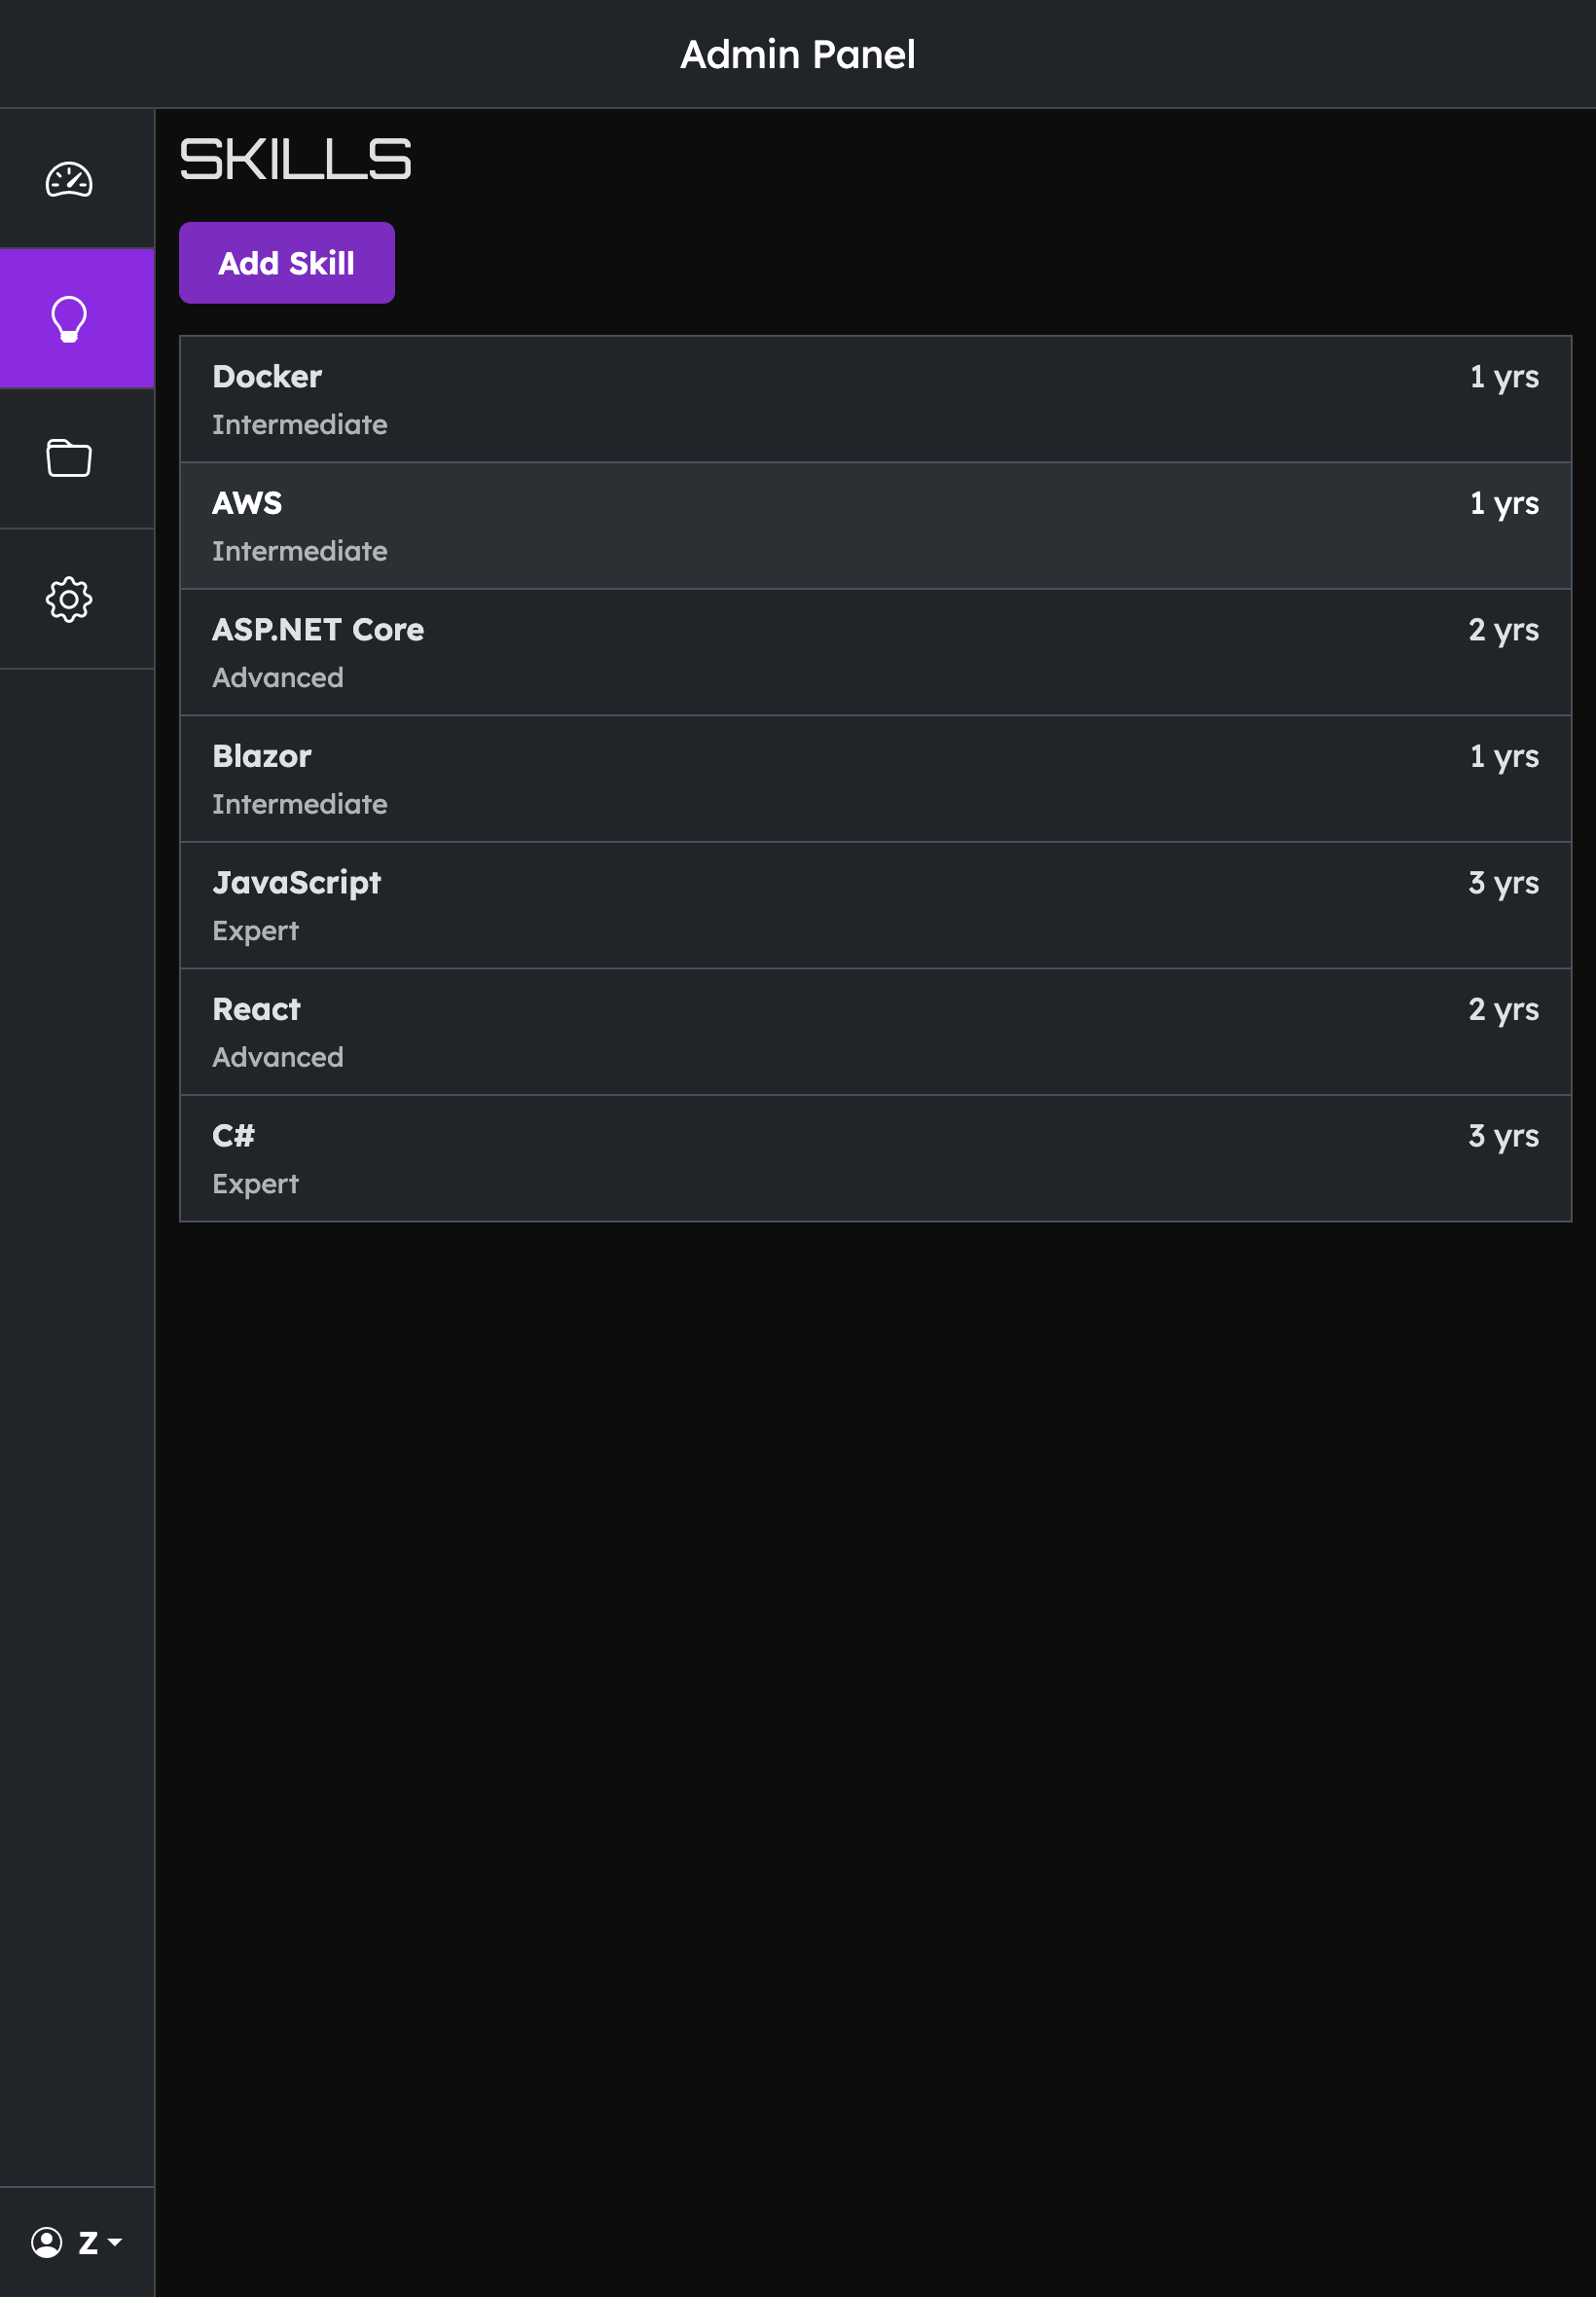 Admin Panel
SKILLS
Add Skill
Docker 1 yrs
Intermediate
AWS 1 yrs
Intermediate
ASP.NET Core 2 yrs
Advanced
Blazor 1 yrs
Intermediate
JavaScript 3 yrs
Expert
React 2 yrs
Advanced
C# 3 yrs
Expert
Z